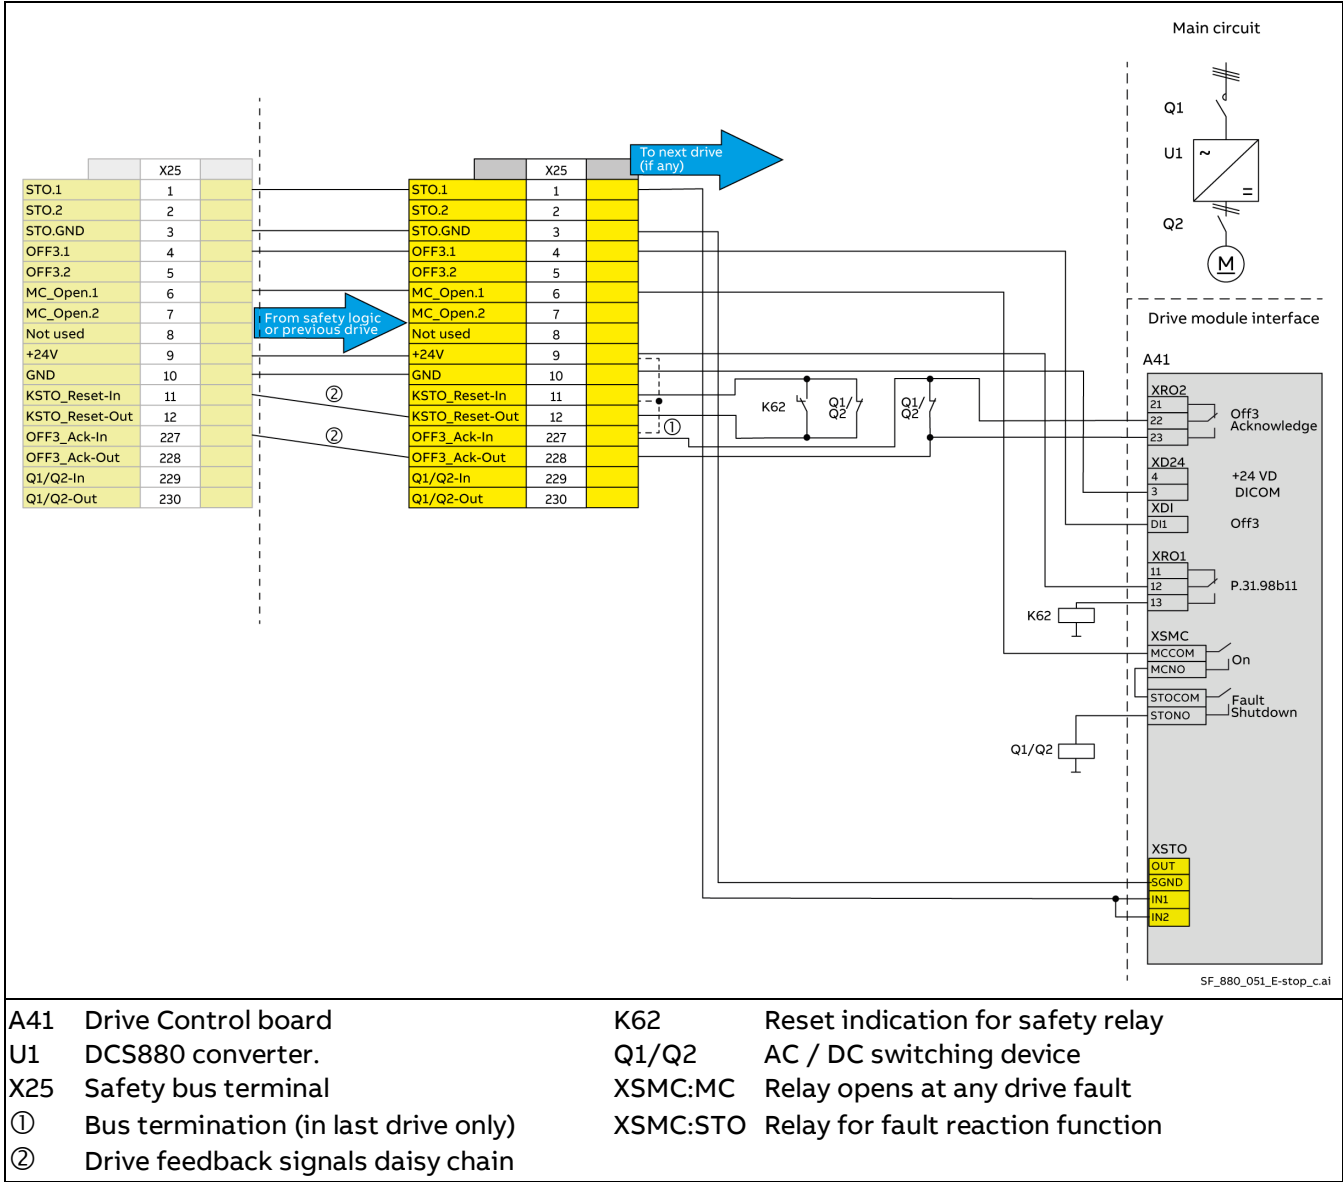 Main circuit
Q1
U1
~
=
Q2
M
To next drive
(if any)
X25
STO.1 1
STO.2 2
STO.GND 3
OFF3.1 4
OFF3.2 5
MC_Open.1 6
MC_Open.2 7
Not used 8
+24V 9
GND 10
KSTO_Reset-In 11
KSTO_Reset-Out 12
OFF3_Ack-In 227
OFF3_Ack-Out 228
Q1/Q2-In 229
Q1/Q2-Out 230
From safety logic
or previous drive
②
②
X25
STO.1 1
STO.2 2
STO.GND 3
OFF3.1 4
OFF3.2 5
MC_Open.1 6
MC_Open.2 7
Not used 8
+24V 9
GND 10
KSTO_Reset-In 11
KSTO_Reset-Out 12
OFF3_Ack-In 227
OFF3_Ack-Out 228
Q1/Q2-In 229
Q1/Q2-Out 230
①
K62
Q1/
Q2
Q1/
Q2
Drive module interface
A41
XRO2
21
22
23
Off3
Acknowledge
XD24
4 +24 VD
3 DICOM
XDI
DI1 Off3
XRO1
11
12 P.31.98b11
13
K62
XSMC
MCCOM
MCNO
On
STOCOM
STONO
Fault
Shutdown
Q1/Q2
XSTO
OUT
SGND
IN1
IN2
SF_880_051_E-stop_c.ai
A41 Drive Control board
K62 Reset indication for safety relay
U1 DCS880 converter.
Q1/Q2 AC / DC switching device
X25 Safety bus terminal
XSMC:MC Relay opens at any drive fault
① Bus termination (in last drive only)
XSMC:STO Relay for fault reaction function
② Drive feedback signals daisy chain